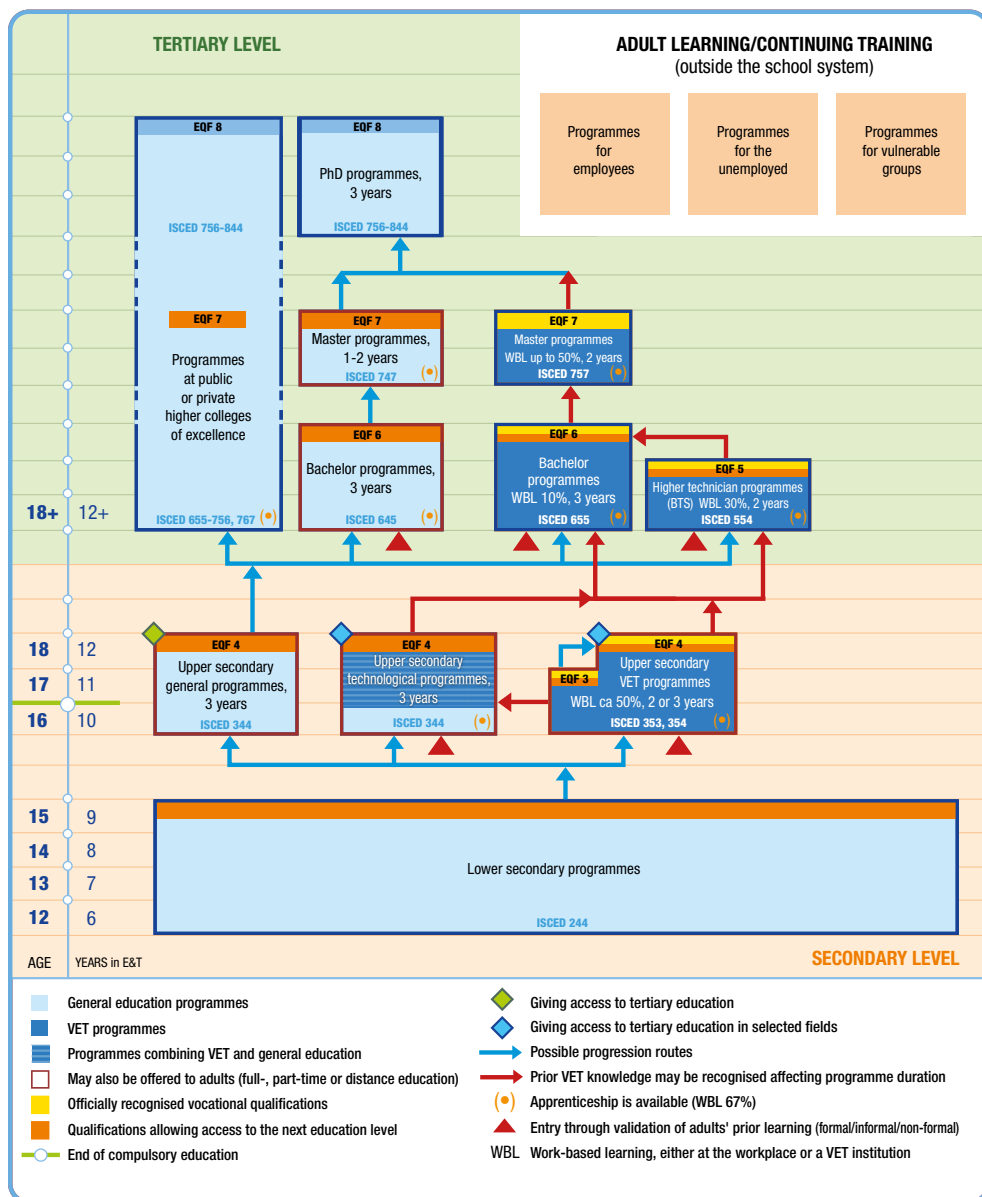 TERTIARY LEVEL
ADULT LEARNING/CONTINUING TRAINING
(outside the school system)
Programmes
for
employees
Programmes
for the
unemployed
Programmes
for vulnerable
groups
EQF 8
ISCED 756-844
EQF 7
Programmes
at public
or private
higher colleges
of excellence
ISCED 655-756, 767 (•)
EQF 8
PhD programmes,
3 years
ISCED 756-844
EQF 7
Master programmes,
1-2 years
ISCED 747 (•)
EQF 7
Master programmes
WBL up to 50%, 2 years
ISCED 757 (•)
EQF 6
Bachelor programmes,
3 years
ISCED 645 (•)
EQF 6
Bachelor
programmes
WBL 10%, 3 years
ISCED 655 (•)
EQF 5
Higher technician programmes
(BTS) WBL 30%, 2 years
ISCED 554 (•)
18+ 12+
EQF 4
Upper secondary
general programmes,
3 years
ISCED 344
EQF 4
Upper secondary
technological programmes,
3 years
ISCED 344 (•)
EQF 3
EQF 4
Upper secondary
VET programmes
WBL ca 50%, 2 or 3 years
ISCED 353, 354 (•)
18 12
17 11
16 10
15 9
14 8
13 7
12 6
Lower secondary programmes
ISCED 244
AGE YEARS in E&T
SECONDARY LEVEL
General education programmes
VET programmes
Programmes combining VET and general education
May also be offered to adults (full-, part-time or distance education)
Officially recognised vocational qualifications
Qualifications allowing access to the next education level
End of compulsory education
Giving access to tertiary education
Giving access to tertiary education in selected fields
Possible progression routes
Prior VET knowledge may be recognised affecting programme duration
(•) Apprenticeship is available (WBL 67%)
Entry through validation of adults' prior learning (formal/informal/non-formal)
WBL Work-based learning, either at the workplace or a VET institution